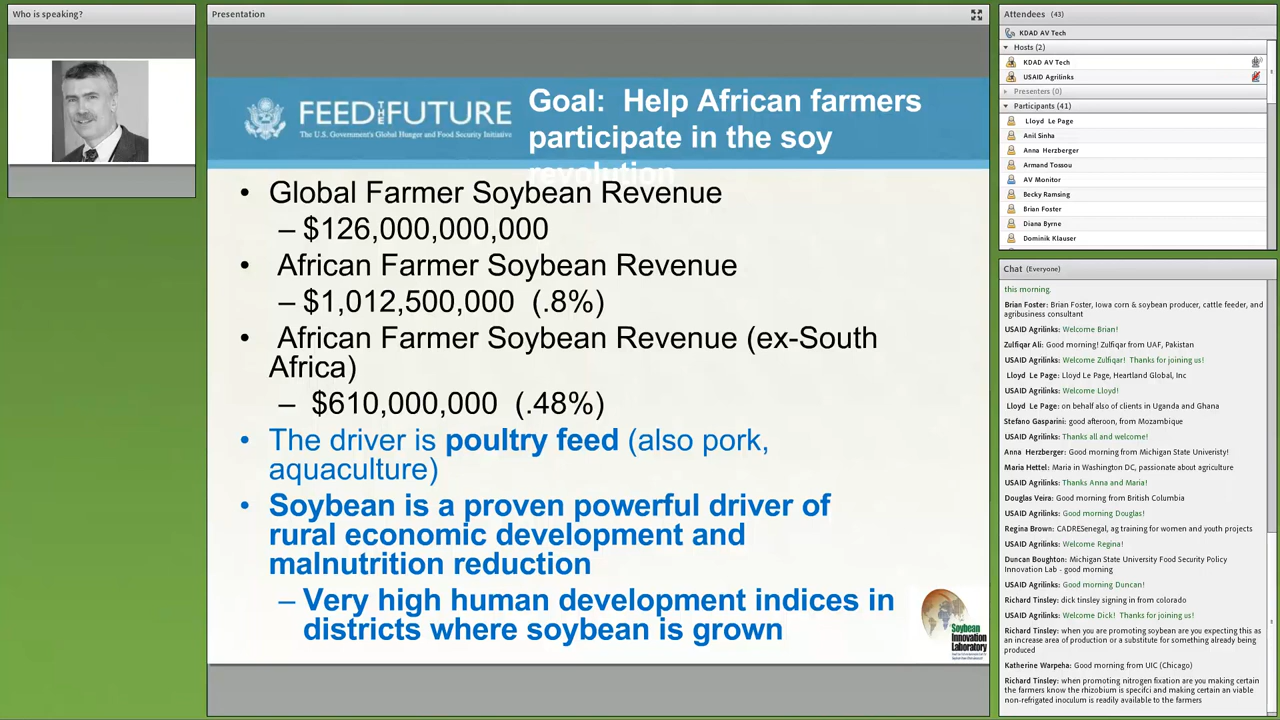 Who is speaking?
Presentation
FEED THE FUTURE
The U.S. Government's Global Hunger and Food Security Initiative
Goal: Help African farmers
participate in the soy
revolution
• Global Farmer Soybean Revenue
– $126,000,000,000
• African Farmer Soybean Revenue
– $1,012,500,000 (.8%)
• African Farmer Soybean Revenue (ex-South
Africa)
– $610,000,000 (.48%)
• The driver is poultry feed (also pork,
aquaculture)
• Soybean is a proven powerful driver of
rural economic development and
malnutrition reduction
– Very high human development indices in
districts where soybean is grown
Soybean
Innovation
Laboratory
Attendees (43)
KDAD AV Tech
Hosts (2)
KDAD AV Tech
USAID Agrilinks
Presenters (0)
Participants (41)
Lloyd Le Page
Anil Sinha
Anna Herzberger
Armand Tossou
AV Monitor
Becky Ramsing
Brian Foster
Diana Byrne
Dominik Klauser
Chat (Everyone)
this morning.
Brian Foster: Brian Foster, Iowa corn & soybean producer, cattle feeder, and
agribusiness consultant
USAID Agrilinks: Welcome Brian!
Zulfiqar Ali: Good morning! Zulfiqar from UAF, Pakistan
USAID Agrilinks: Welcome Zulfiqar! Thanks for joining us!
Lloyd Le Page: Lloyd Le Page, Heartland Global, Inc
USAID Agrilinks: Welcome Lloyd!
Lloyd Le Page: on behalf also of clients in Uganda and Ghana
Stefano Gasparini: good afternoon, from Mozambique
USAID Agrilinks: Thanks all and welcome!
Anna Herzberger: Good morning from Michigan State Univeristy!
Maria Hettel: Maria in Washington DC, passionate about agriculture
USAID Agrilinks: Thanks Anna and Maria!
Douglas Veira: Good morning from British Columbia
USAID Agrilinks: Good morning Douglas!
Regina Brown: CADRESenegal, ag training for women and youth projects
USAID Agrilinks: Welcome Regina!
Duncan Boughton: Michigan State University Food Security Policy
Innovation Lab - good morning
USAID Agrilinks: Good morning Duncan!
Richard Tinsley: dick tinsley signing in from colorado
USAID Agrilinks: Welcome Dick! Thanks for joining us!
Richard Tinsley: when you are promoting soybean are you expecting this as
an increase area of production or a substitute for something already being
produced
Katherine Warpeha: Good morning from UIC (Chicago)
Richard Tinsley: when promoting nitrogen fixation are you making certain
the farmers know the rhizobium is specifci and making certain an viable
non-refrigated inoculum is readily available to the farmers